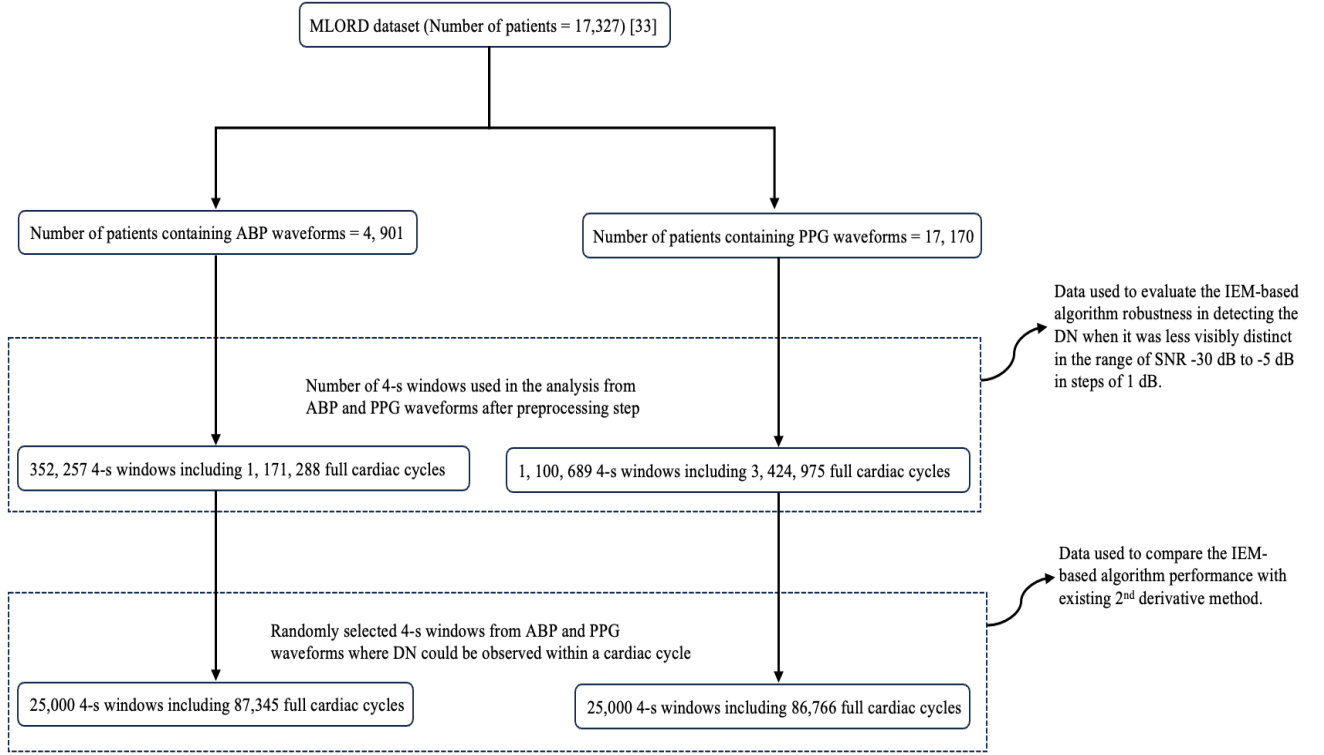 MLORD dataset (Number of patients = 17,327) [33]
Number of patients containing ABP waveforms = 4, 901
Number of patients containing PPG waveforms = 17, 170
Data used to evaluate the IEM-based
algorithm robustness in detecting the
DN when it was less visibly distinct
in the range of SNR -30 dB to -5 dB
in steps of 1 dB.
Number of 4-s windows used in the analysis from
ABP and PPG waveforms after preprocessing step
352, 257 4-s windows including 1, 171, 288 full cardiac cycles
1, 100, 689 4-s windows including 3, 424, 975 full cardiac cycles
Data used to compare the IEM-
based algorithm performance with
existing 2nd derivative method.
Randomly selected 4-s windows from ABP and PPG
waveforms where DN could be observed within a cardiac cycle
25,000 4-s windows including 87,345 full cardiac cycles
25,000 4-s windows including 86,766 full cardiac cycles